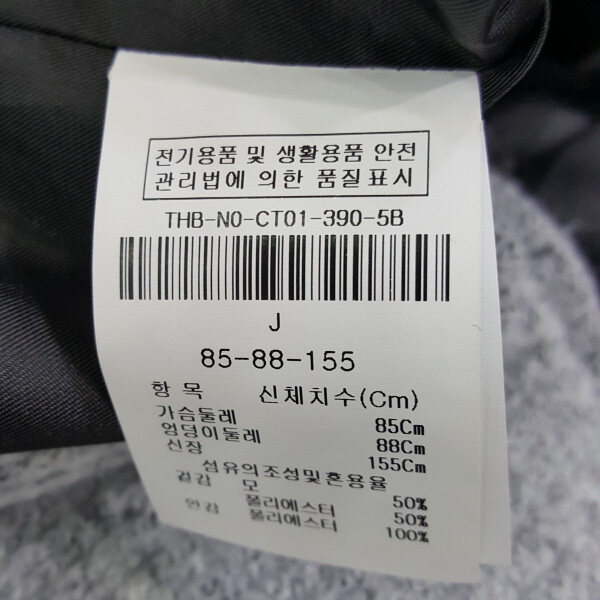 전기용품 및 생활용품 안전
관리법에 의한 품질표시
THB-NO-CT01-390-5B
J
85-88-155
항 목 신체치수(Cm)
가슴둘레 85Cm
엉덩이둘레 88Cm
신장 155Cm
섬유의조성및혼용율
겉감 모 50%
폴리에스터 50%
안감 폴리에스터 100%